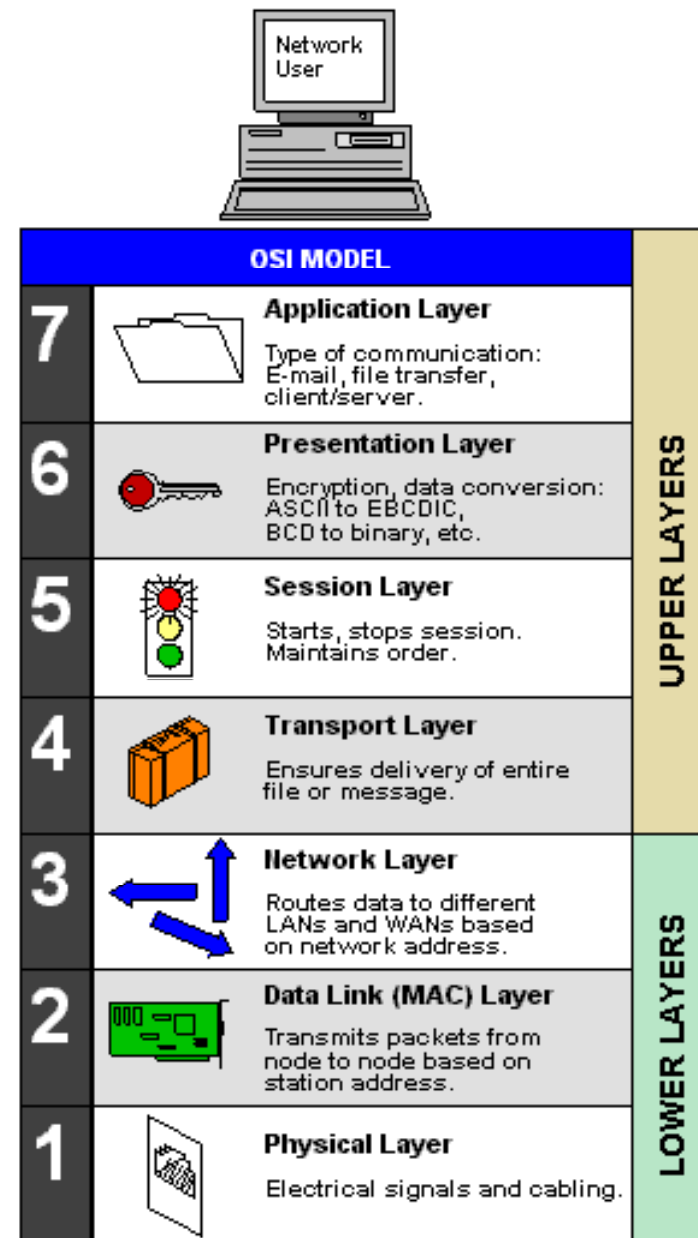 Network
User
OSI MODEL
7
Application Layer
Type of communication:
E-mail, file transfer,
client/server.
6
Presentation Layer
Encryption, data conversion:
ASCII to EBCDIC,
BCD to binary, etc.
5
Session Layer
Starts, stops session.
Maintains order.
4
Transport Layer
Ensures delivery of entire
file or message.
UPPER LAYERS
3
Network Layer
Routes data to different
LANs and WANs based
on network address.
2
Data Link (MAC) Layer
Transmits packets from
node to node based on
station address.
1
Physical Layer
Electrical signals and cabling.
LOWER LAYERS